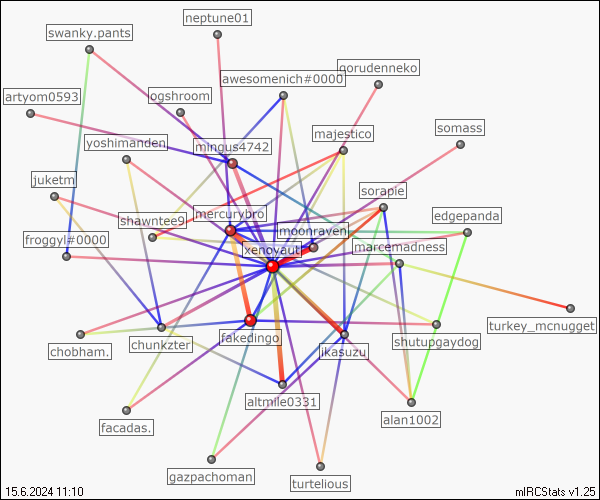 neptune01
swanky.pants
gorudenneko
awesomenich#0000
artyom0593
ogshroom
somass
majestico
yoshimanden
mingus4742
juketm
sorapie
mercurybro
edgepanda
shawntee9
moonraven
froggyl#0000
xenovaut
marcemadness
turkey_mcnugget
fakedingo
shutupgaydog
chobham.
chunkzter
ikasuzu
altmile0331
alan1002
facadas.
gazpachoman
turtelious
15.6.2024 11:10
mIRCStats v1.25